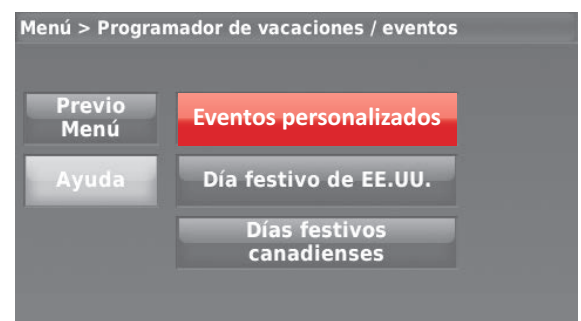 Menú > Programador de vacaciones / eventos
Previo
Menú
Eventos personalizados
Ayuda
Día festivo de EE.UU.
Días festivos
canadienses